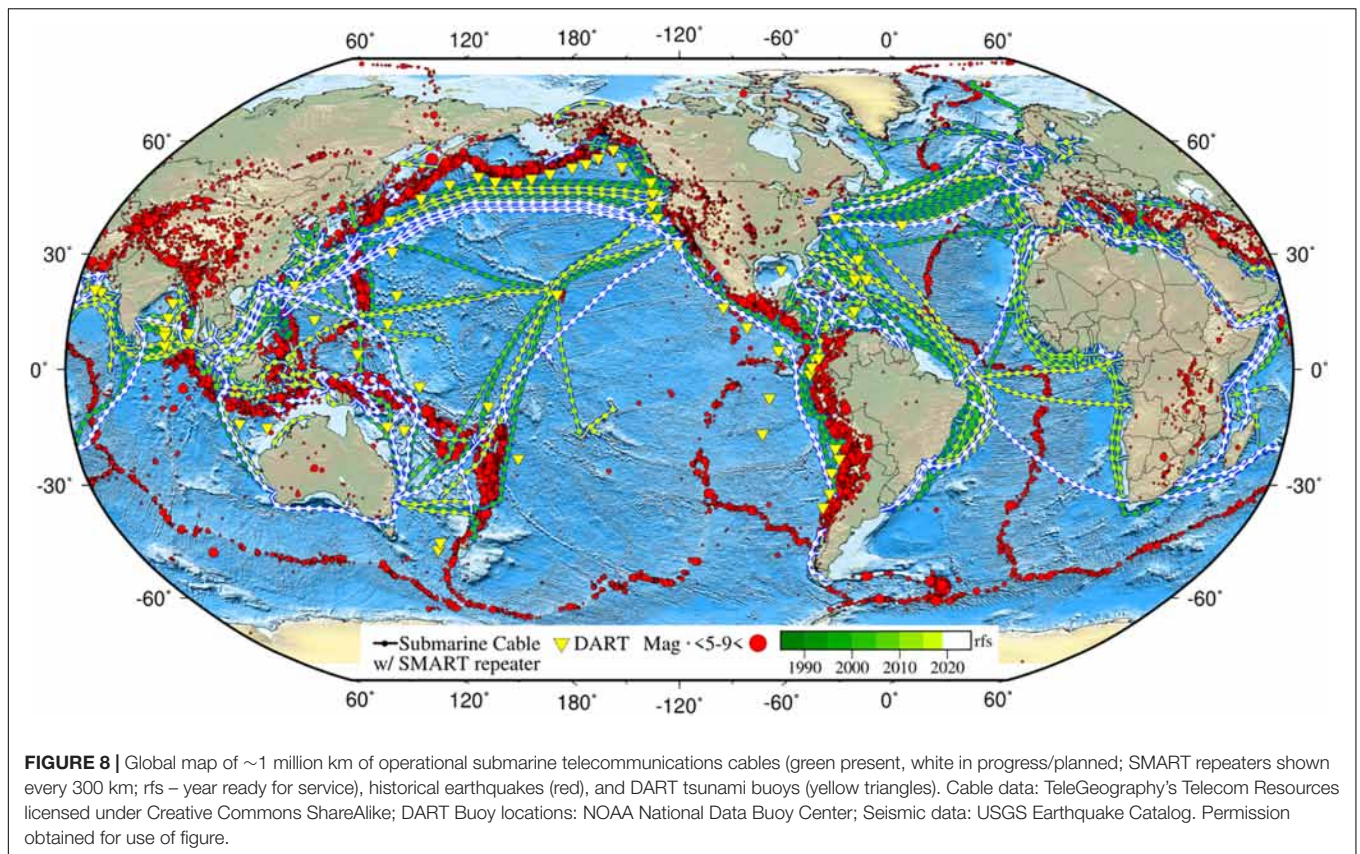 60° 120° 180° -120° -60° 0° 60°
60° 60°
30° 30°
0° 0°
-30° -30°
-60° -60°
Submarine Cable DART Mag · <5-9< rfs
w/ SMART repeater 1990 2000 2010 2020
60° 120° 180° -120° -60° 0° 60°
FIGURE 8 | Global map of ∼1 million km of operational submarine telecommunications cables (green present, white in progress/planned; SMART repeaters shown
every 300 km; rfs – year ready for service), historical earthquakes (red), and DART tsunami buoys (yellow triangles). Cable data: TeleGeography's Telecom Resources
licensed under Creative Commons ShareAlike; DART Buoy locations: NOAA National Data Buoy Center; Seismic data: USGS Earthquake Catalog. Permission
obtained for use of figure.